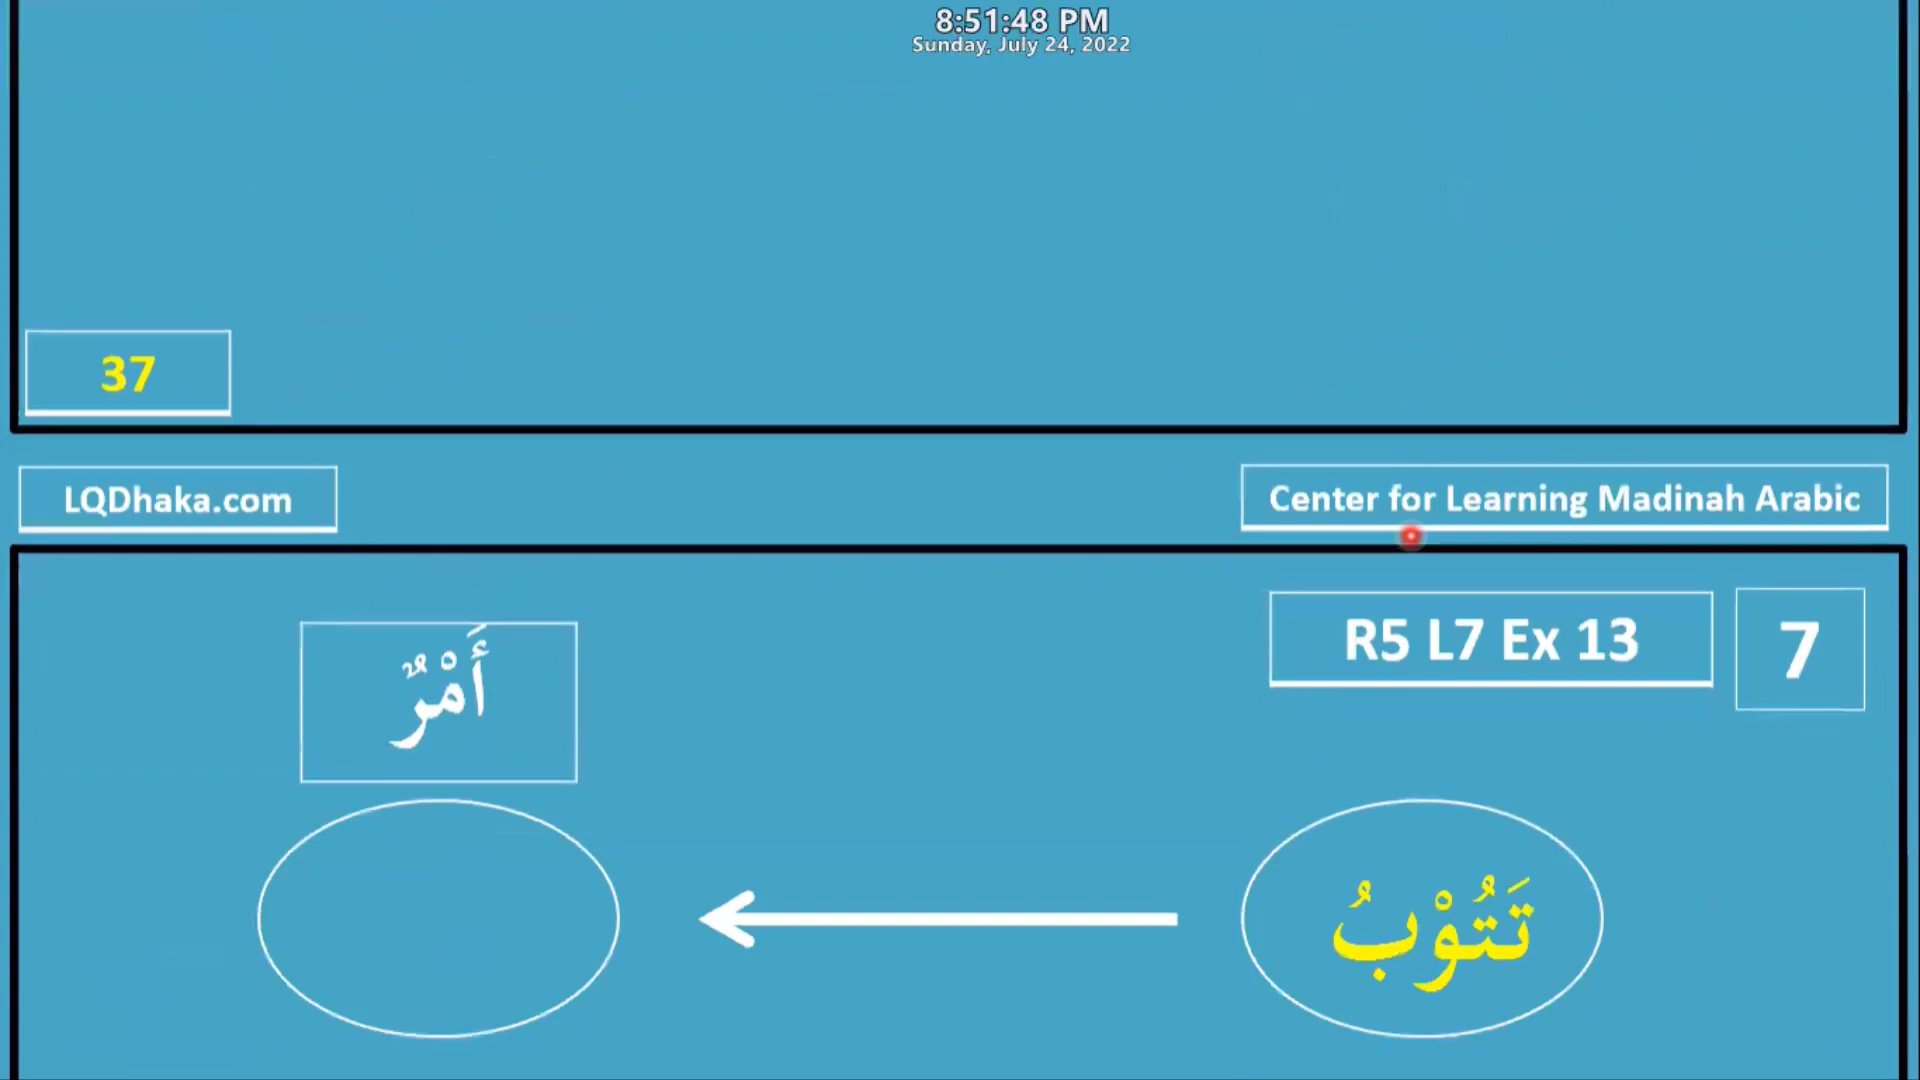 8:51:48 PM
Sunday, July 24, 2022
37
LQDhaka.com
Center for Learning Madinah Arabic
R5 L7 Ex 13
7
أَمْرٌ
تَتُوْبُ